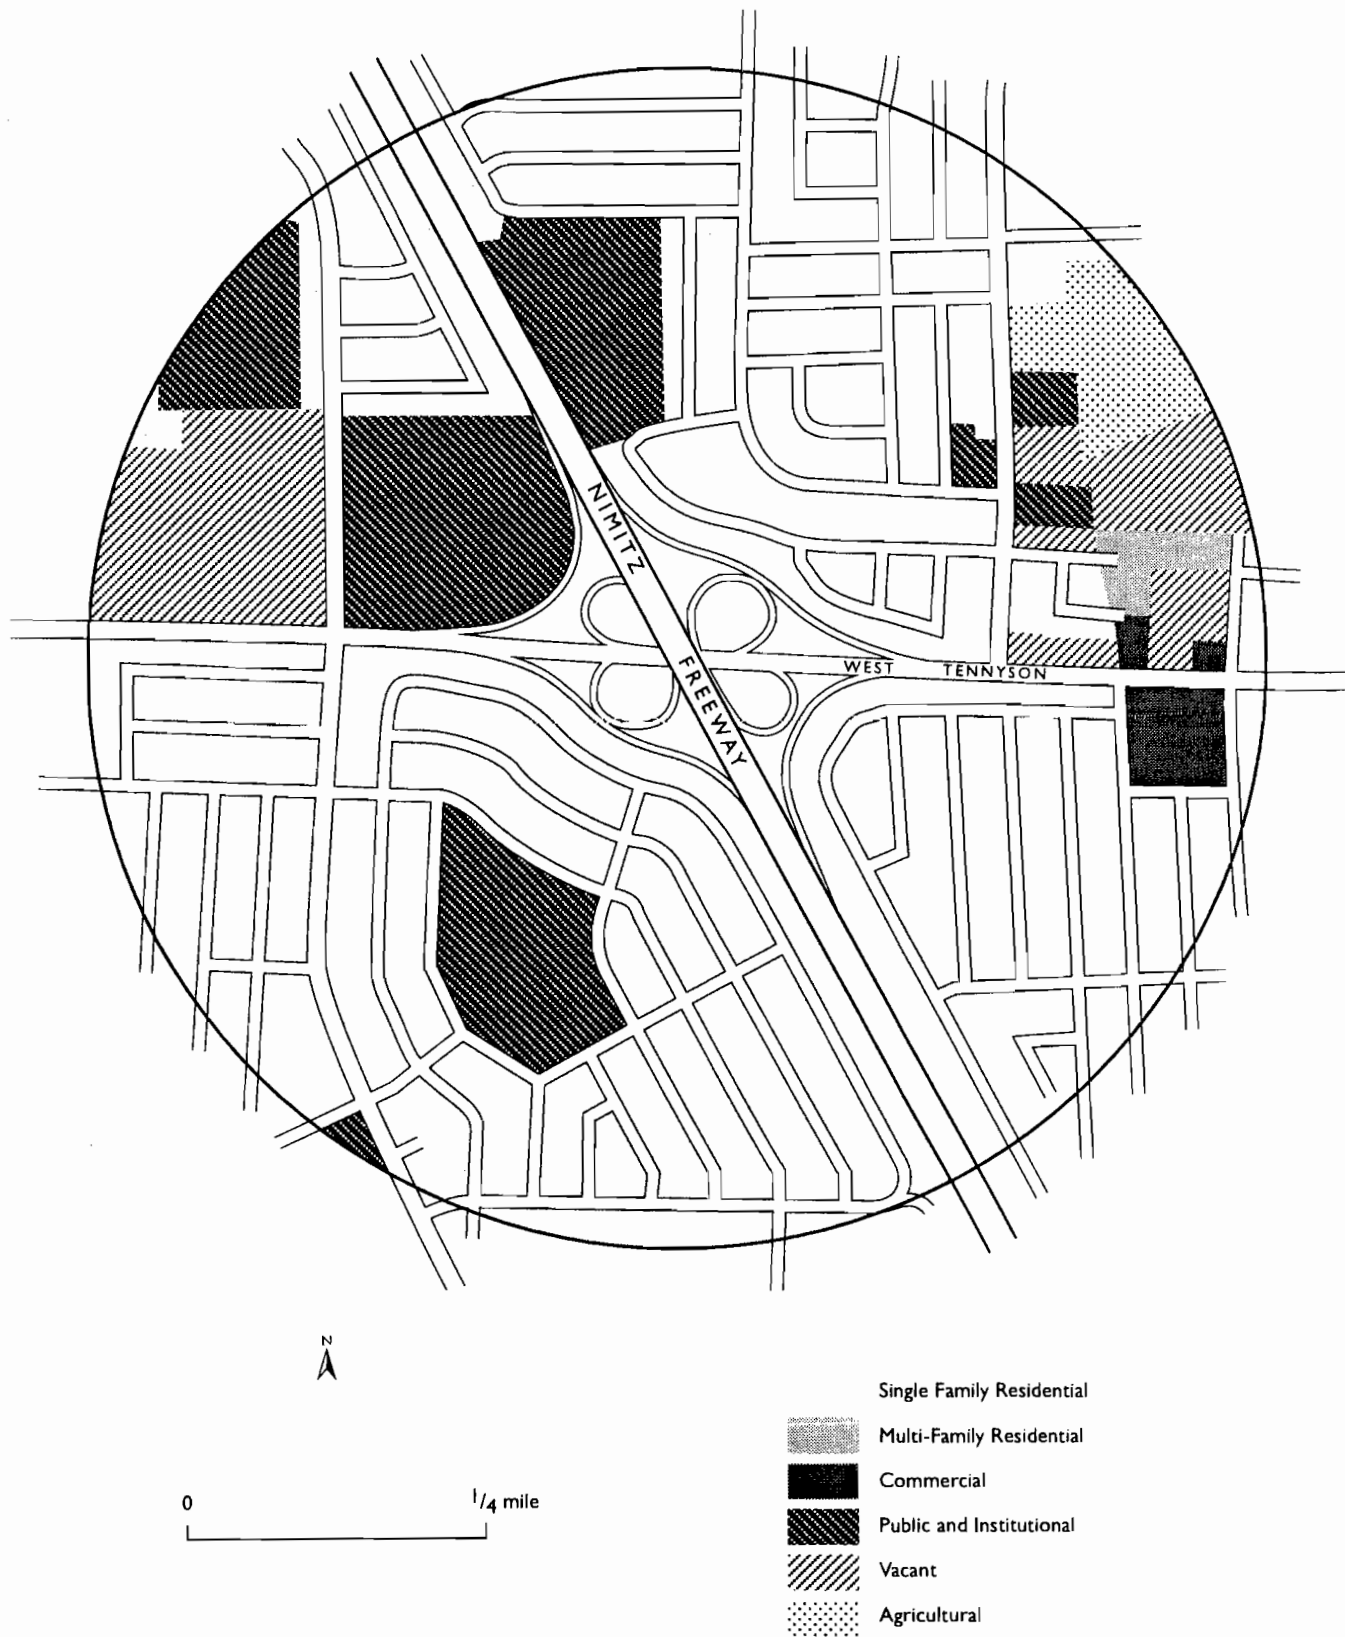 NIMITZ FREEWAY
WEST TENNYSON
N
0 1/4 mile
Single Family Residential
Multi-Family Residential
Commercial
Public and Institutional
Vacant
Agricultural